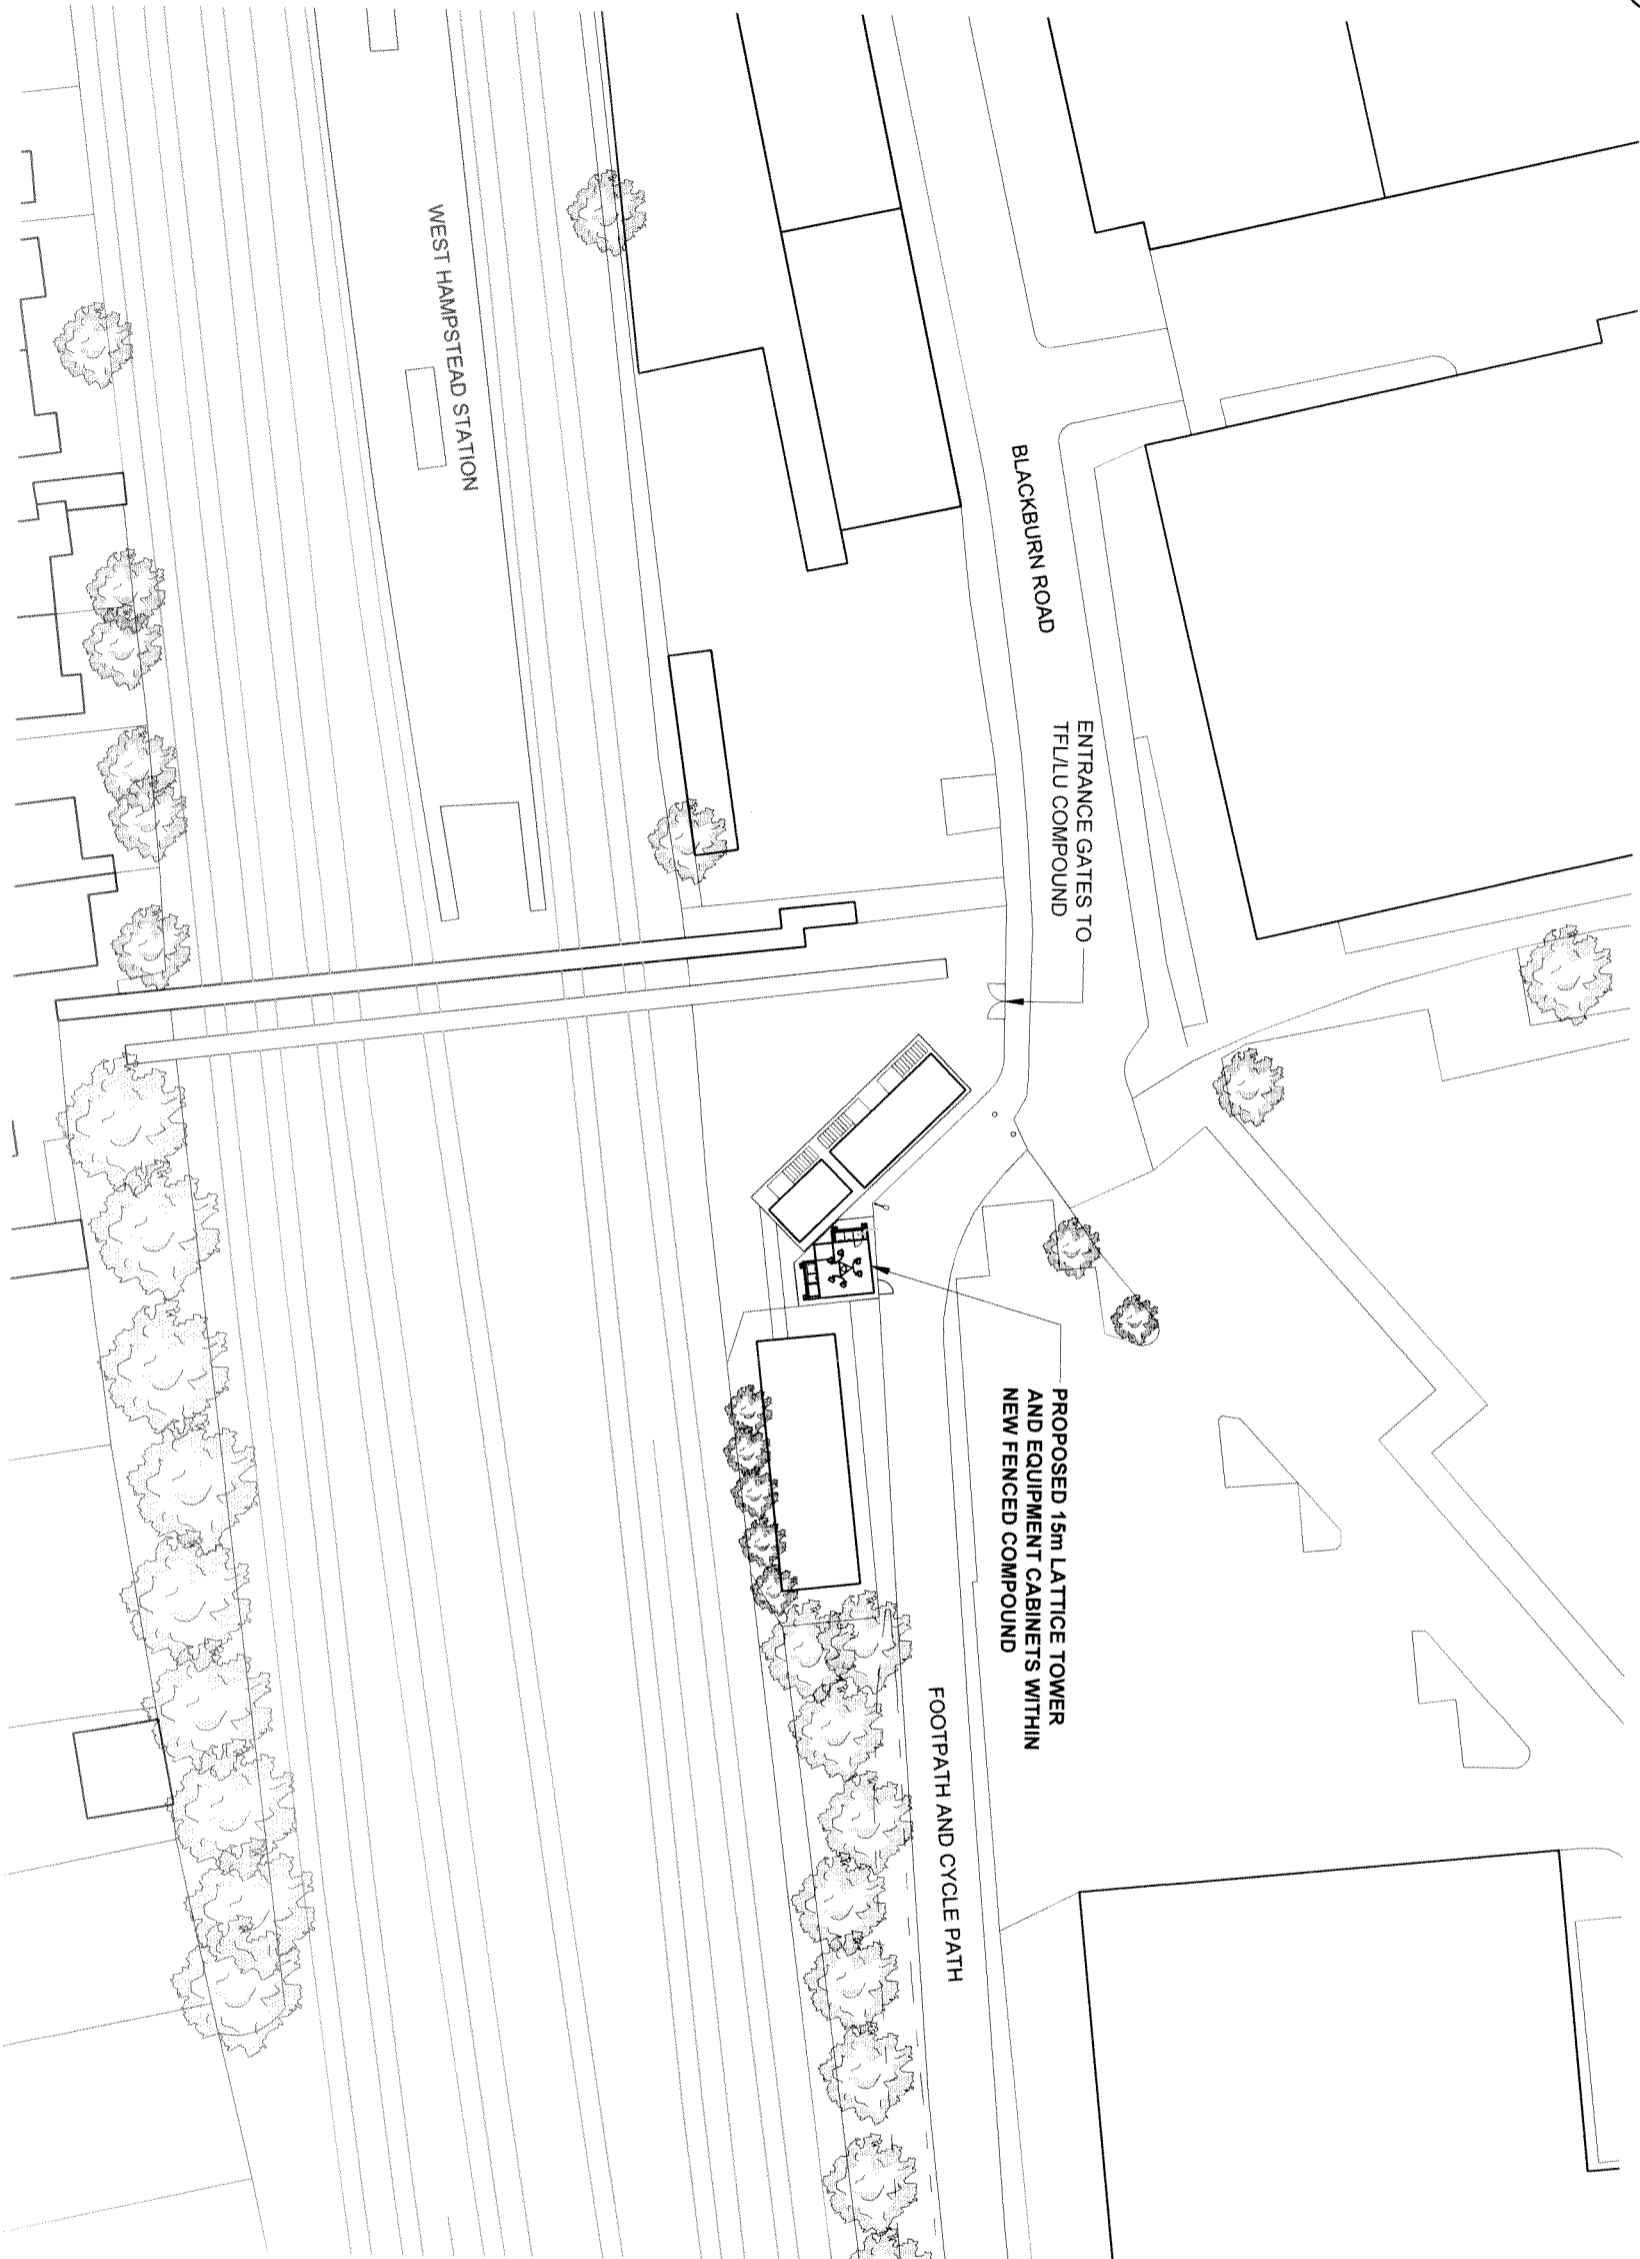 WEST HAMPSTEAD STATION
BLACKBURN ROAD
ENTRANCE GATES TO
TFL/LU COMPOUND
PROPOSED 15m LATTICE TOWER
AND EQUIPMENT CABINETS WITHIN
NEW FENCED COMPOUND
FOOTPATH AND CYCLE PATH